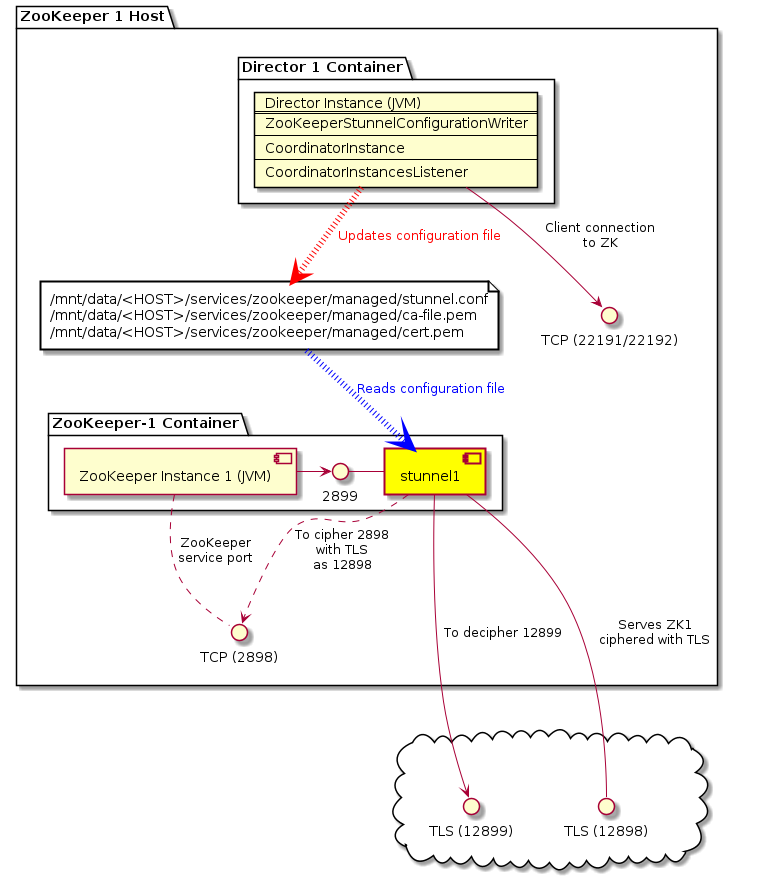 ZooKeeper 1 Host
Director 1 Container
Director Instance (JVM)
ZooKeeperStunnelConfigurationWriter
CoordinatorInstance
CoordinatorInstancesListener
Updates configuration file
Client connection
to ZK
TCP (22191/22192)
/mnt/data/<HOST>/services/zookeeper/managed/stunnel.conf
/mnt/data/<HOST>/services/zookeeper/managed/ca-file.pem
/mnt/data/<HOST>/services/zookeeper/managed/cert.pem
Reads configuration file
ZooKeeper-1 Container
ZooKeeper Instance 1 (JVM)
2899
stunnel1
ZooKeeper
service port
To cipher 2898
with TLS
as 12898
TCP (2898)
To decipher 12899
Serves ZK1
ciphered with TLS
TLS (12899)
TLS (12898)